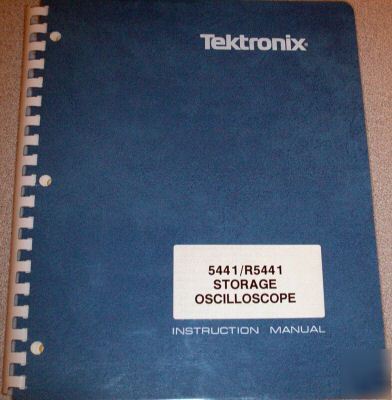 Tektronix®
5441/R5441
STORAGE
OSCILLOSCOPE
INSTRUCTION MANUAL